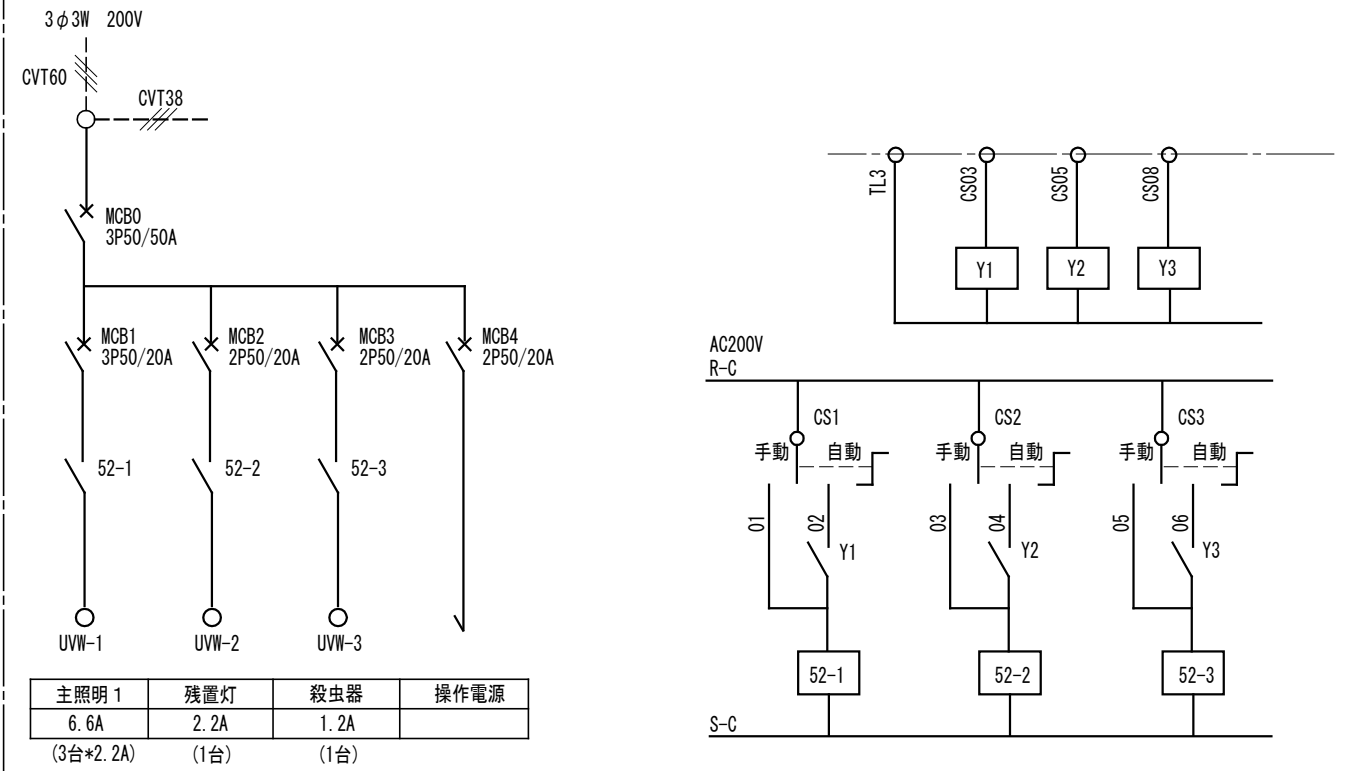 3φ3W 200V
CVT60
CVT38
MCB0
3P50/50A
MCB1
3P50/20A
MCB2
2P50/20A
MCB3
2P50/20A
MCB4
2P50/20A
52-1
52-2
52-3
UVW-1
UVW-2
UVW-3
主照明1 残置灯 殺虫器 操作電源
6.6A 2.2A 1.2A
(3台*2.2A) (1台) (1台)
TL3
CS03
CS05
CS08
Y1
Y2
Y3
AC200V
R-C
CS1
CS2
CS3
手動 自動
手動 自動
手動 自動
01
02
03
04
05
06
Y1
Y2
Y3
52-1
52-2
52-3
S-C